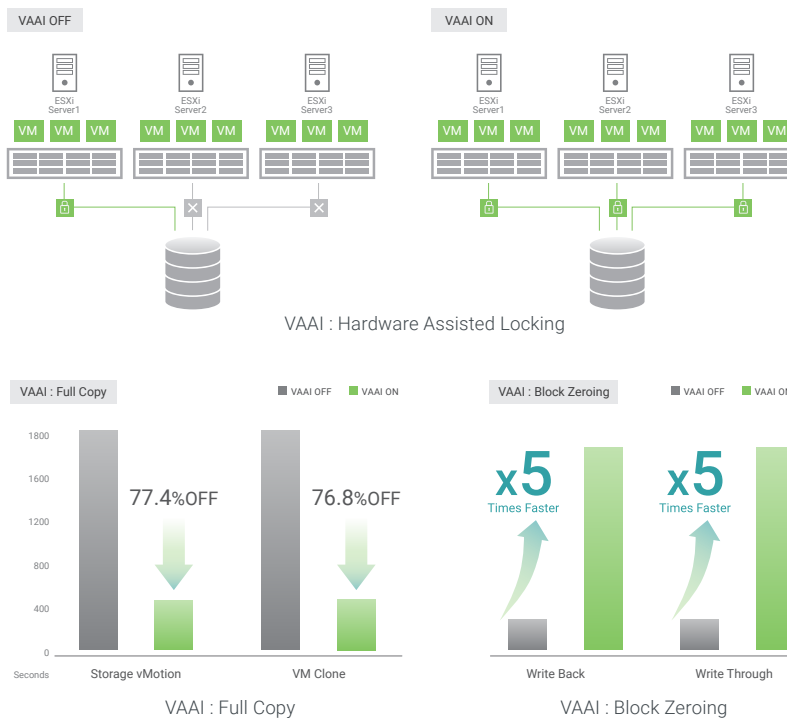 VAAI OFF
VAAI ON
ESXi
Server1
ESXi
Server2
ESXi
Server3
ESXi
Server1
ESXi
Server2
ESXi
Server3
VM VM VM VM VM VM VM VM VM
VM VM VM VM VM VM VM VM VM
VAAI : Hardware Assisted Locking
VAAI : Full Copy
VAAI OFF VAAI ON
1800
1600
1200
800
400
0
Seconds
77.4%OFF
76.8%OFF
Storage vMotion
VM Clone
VAAI : Full Copy
VAAI : Block Zeroing
VAAI OFF VAAI ON
x5
Times Faster
x5
Times Faster
Write Back
Write Through
VAAI : Block Zeroing